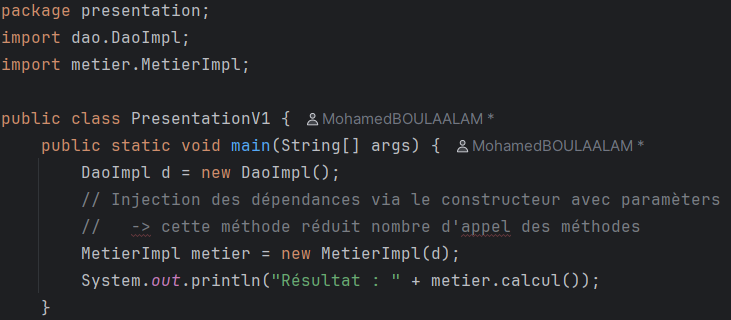 package presentation;
import dao.DaoImpl;
import metier.MetierImpl;
public class PresentationV1 { MohamedBOULAALAM *
public static void main(String[] args) { MohamedBOULAALAM *
DaoImpl d = new DaoImpl();
// Injection des dépendances via le constructeur avec paramèters
// -> cette méthode réduit nombre d'appel des méthodes
MetierImpl metier = new MetierImpl(d);
System.out.println("Résultat : " + metier.calcul());
}